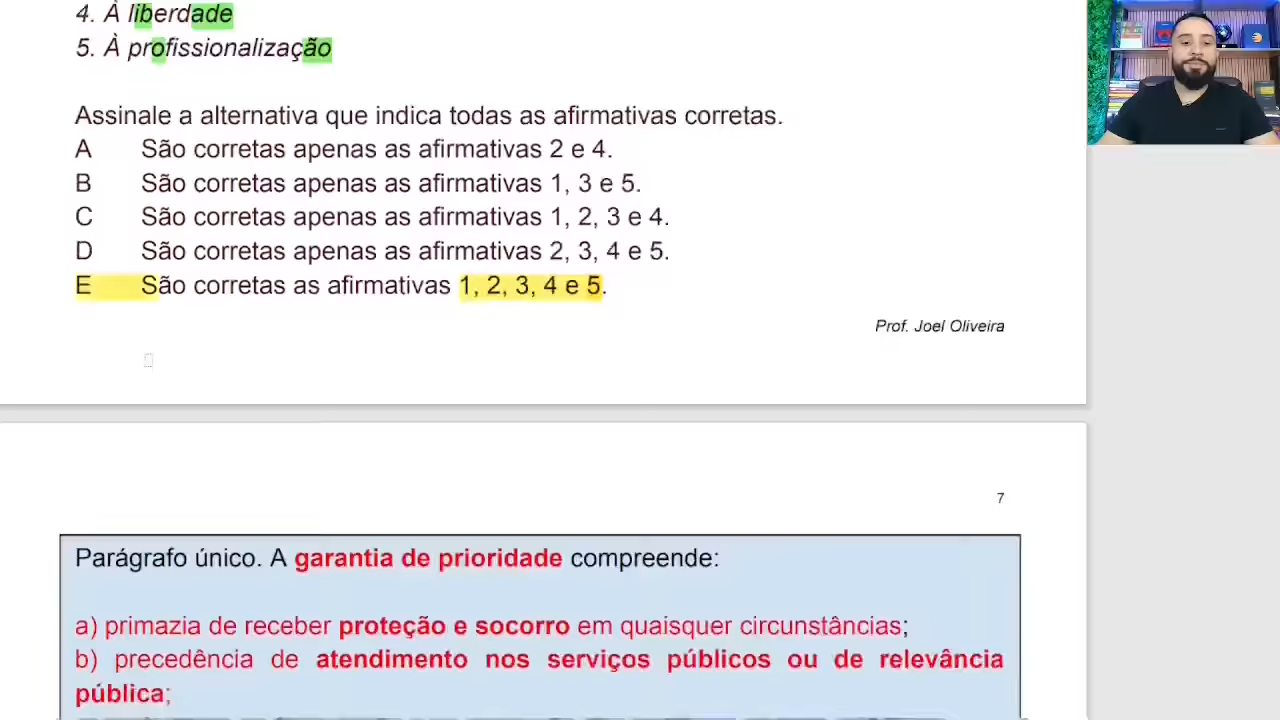 4. À liberdade
5. À profissionalização
Assinale a alternativa que indica todas as afirmativas corretas.
A São corretas apenas as afirmativas 2 e 4.
B São corretas apenas as afirmativas 1, 3 e 5.
C São corretas apenas as afirmativas 1, 2, 3 e 4.
D São corretas apenas as afirmativas 2, 3, 4 e 5.
E São corretas as afirmativas 1, 2, 3, 4 e 5.
Prof. Joel Oliveira
7
Parágrafo único. A garantia de prioridade compreende:
a) primazia de receber proteção e socorro em quaisquer circunstâncias;
b) precedência de atendimento nos serviços públicos ou de relevância
pública;